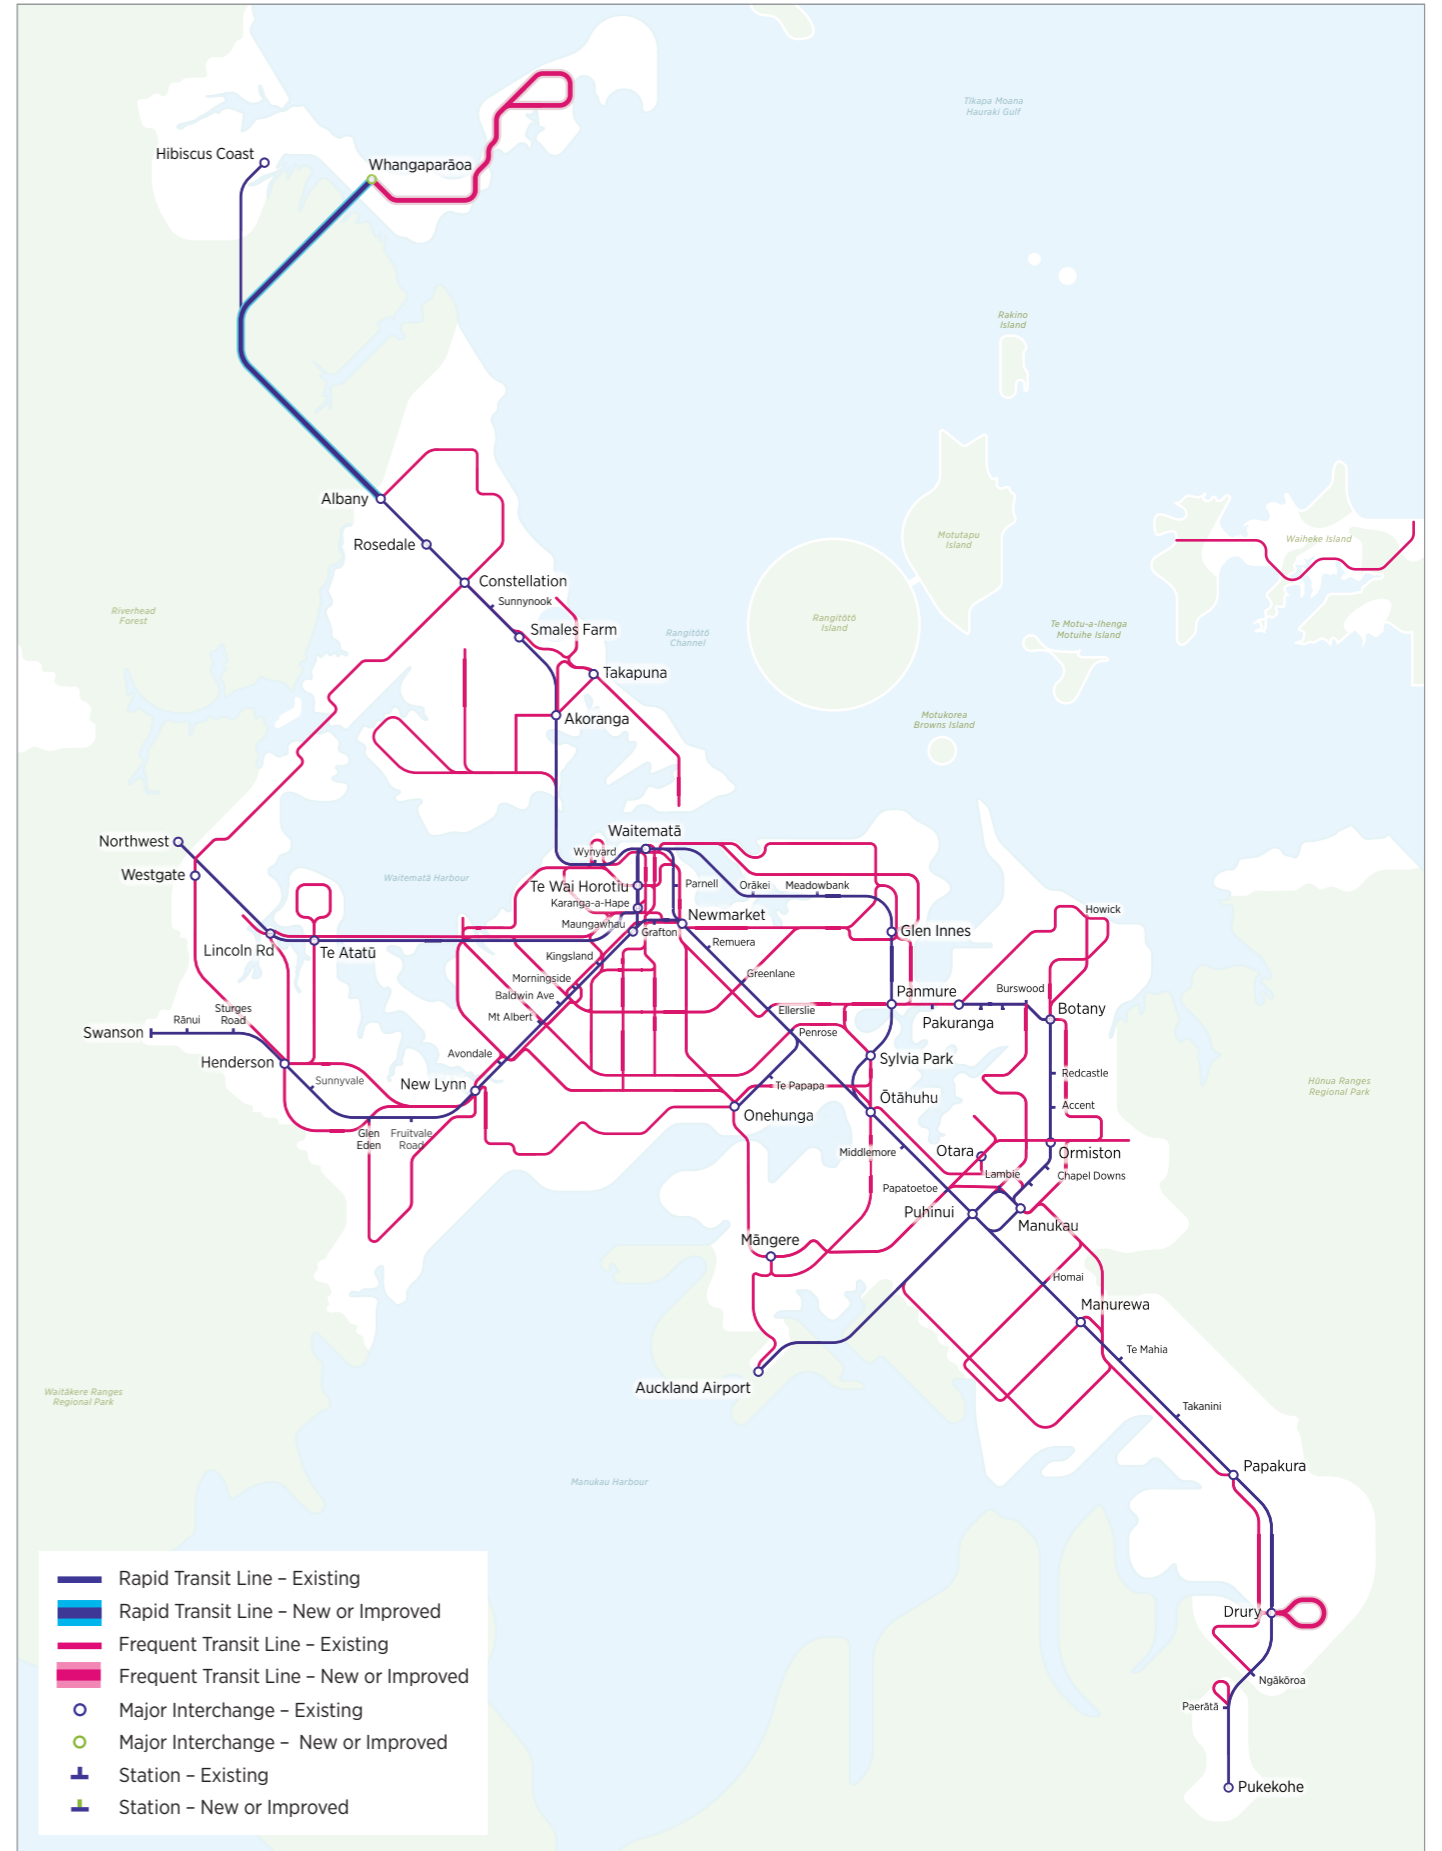 Tīkapa Moana
Hauraki Gulf
Hibiscus Coast
Whangaparāoa
Rakino
Island
Albany
Rosedale
Motutapu
Island
Waiheke Island
Constellation
Sunnynook
Riverhead
Forest
Smales Farm
Rangitōtō
Channel
Rangitōtō
Island
Te Motu-a-Ihenga
Motuihe Island
Takapuna
Akoranga
Motukorea
Browns Island
Northwest
Waitematā
Wynyard
Westgate
Waitematā Harbour
Te Wai Horotiu
Parnell
Orākei
Meadowbank
Karanga-a-Hape
Newmarket
Howick
Maungawhau
Grafton
Glen Innes
Lincoln Rd
Te Atatū
Remuera
Kingsland
Greenlane
Morningside
Baldwin Ave
Panmure
Burswood
Sturges
Road
Rānui
Mt Albert
Ellerslie
Pakuranga
Botany
Swanson
Penrose
Avondale
Sylvia Park
Henderson
Sunnyvale
New Lynn
Te Papapa
Redcastle
Hūnua Ranges
Regional Park
Ōtāhuhu
Accent
Onehunga
Glen
Eden
Fruitvale
Road
Middlemore
Otara
Ormiston
Lambie
Chapel Downs
Papatoetoe
Puhinui
Manukau
Māngere
Homai
Manurewa
Te Mahia
Auckland Airport
Waitākere Ranges
Regional Park
Takanini
Manukau Harbour
Papakura
Drury
Ngākōroa
Paerātā
Pukekohe
Rapid Transit Line – Existing
Rapid Transit Line – New or Improved
Frequent Transit Line – Existing
Frequent Transit Line – New or Improved
Major Interchange – Existing
Major Interchange – New or Improved
Station – Existing
Station – New or Improved